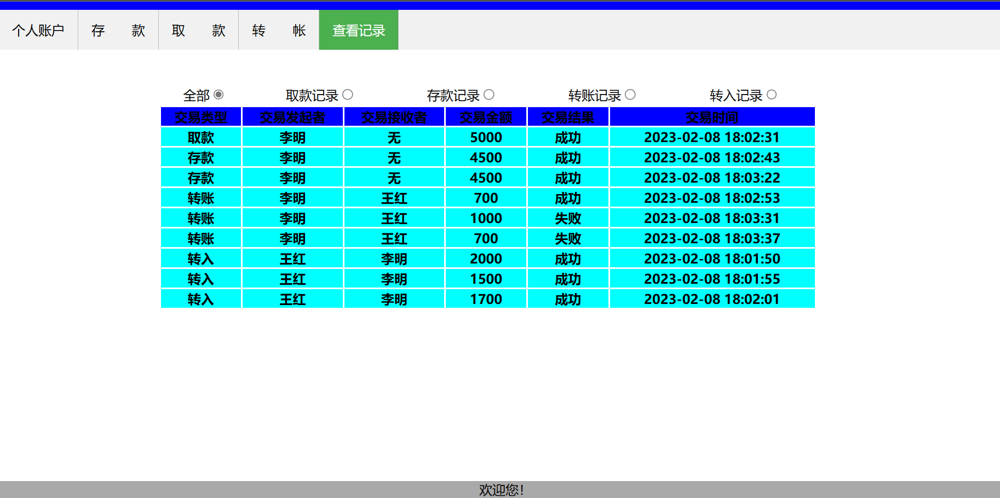 个人账户 存 款 取 款 转 帐 查看记录
全部 取款记录 存款记录 转账记录 转入记录
交易类型 交易发起者 交易接收者 交易金额 交易结果 交易时间
取款 李明 无 5000 成功 2023-02-08 18:02:31
存款 李明 无 4500 成功 2023-02-08 18:02:43
存款 李明 无 4500 成功 2023-02-08 18:03:22
转账 李明 王红 700 成功 2023-02-08 18:02:53
转账 李明 王红 1000 失败 2023-02-08 18:03:31
转账 李明 王红 700 失败 2023-02-08 18:03:37
转入 王红 李明 2000 成功 2023-02-08 18:01:50
转入 王红 李明 1500 成功 2023-02-08 18:01:55
转入 王红 李明 1700 成功 2023-02-08 18:02:01
欢迎您!